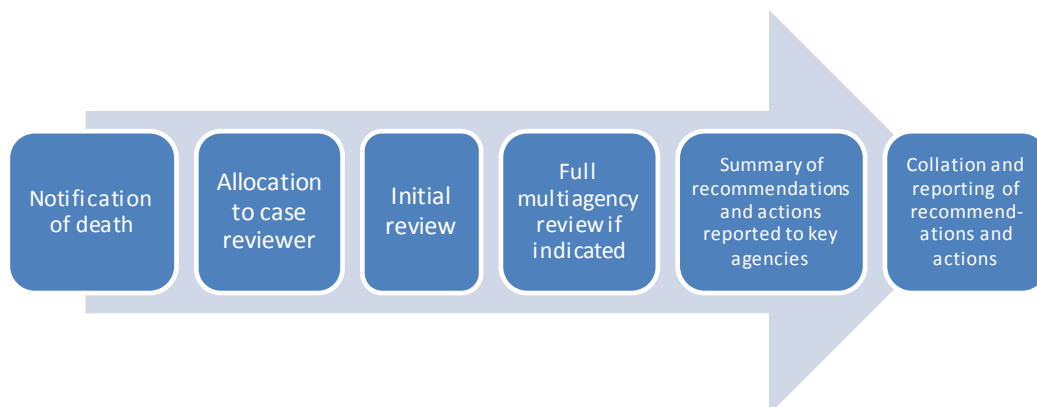 Notification
of death
Allocation
to case
reviewer
Initial
review
Full
multiagency
review if
indicated
Summary of
recommendations
and actions
reported to key
agencies
Collation and
reporting of
recommend-
ations and
actions